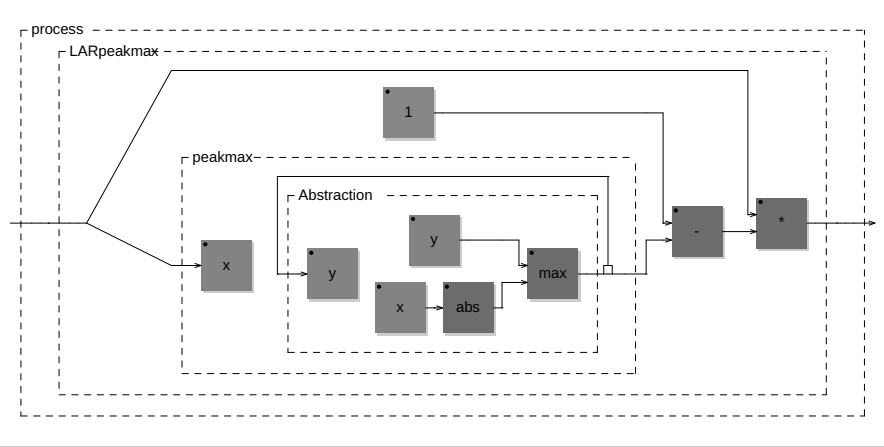 process
LARpeakmax
1
peakmax
Abstraction
y
x
y
max
x
abs
-
*